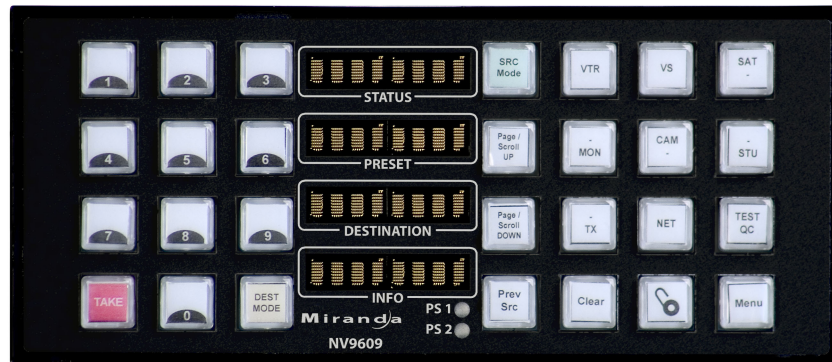 1
2
3
STATUS
SRC
Mode
VTR
VS
SAT
-
4
5
6
PRESET
Page /
Scroll
UP
-
MON
CAM
-
-
STU
7
8
9
DESTINATION
Page /
Scroll
DOWN
-
TX
NET
TEST
QC
TAKE
0
DEST
MODE
INFO
Miranda
NV9609
PS 1
PS 2
Prev
Src
Clear
Menu